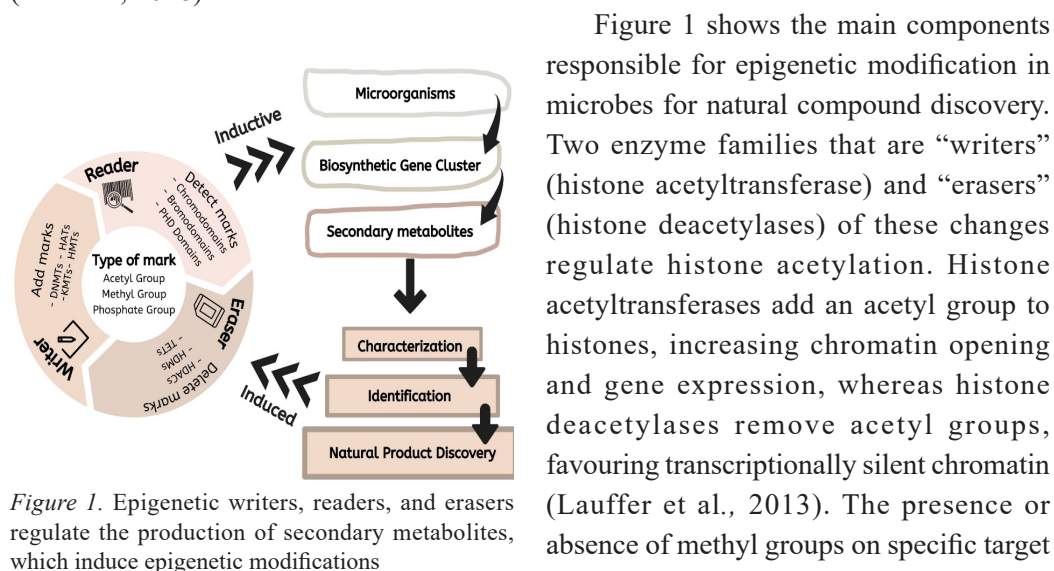 Inductive
Microorganisms
Biosynthetic Gene Cluster
Secondary metabolites
Reader
Detect marks
- Chromodomains
- Bromodomains
- PHD Domains
Add marks
- DNMTs - HATs
-KMTs- HMTs
Writer
Type of mark
Acetyl Group
Methyl Group
Phosphate Group
Eraser
- TETs
- HDMs
HDACS
Delete marks
Induced
Characterization
Identification
Natural Product Discovery
Figure 1. Epigenetic writers, readers, and erasers
regulate the production of secondary metabolites,
which induce epigenetic modifications
Figure 1 shows the main components
responsible for epigenetic modification in
microbes for natural compound discovery.
Two enzyme families that are “writers”
(histone acetyltransferase) and “erasers”
(histone deacetylases) of these changes
regulate histone acetylation. Histone
acetyltransferases add an acetyl group to
histones, increasing chromatin opening
and gene expression, whereas histone
deacetylases remove acetyl groups,
favouring transcriptionally silent chromatin
(Lauffer et al., 2013). The presence or
absence of methyl groups on specific target